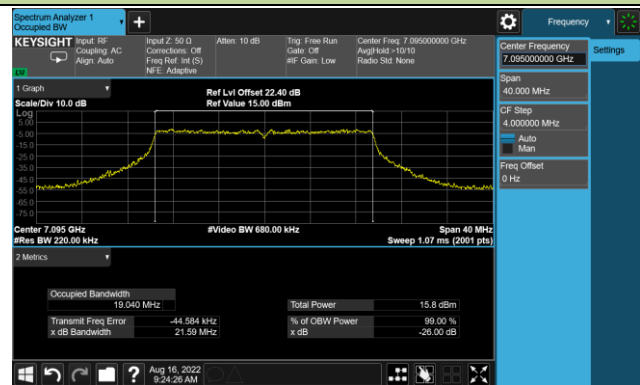 Spectrum Analyzer 1
Occupied BW
Frequency
KEYSIGHT
Input: RF
Coupling: AC
Align: Auto
Input Z: 50 Ω
Corrections: Off
Freq Ref: Int (S)
NFE: Adaptive
Atten: 10 dB
Trig: Free Run
Gate: Off
#IF Gain: Low
Center Freq: 7.095000000 GHz
Avg|Hold >10/10
Radio Std: None
Center Frequency
7.095000000 GHz
Settings
Span
40.000 MHz
CF Step
4.000000 MHz
Auto
Man
Freq Offset
0 Hz
LXI
1 Graph
Scale/Div 10.0 dB
Ref Lvl Offset 22.40 dB
Ref Value 15.00 dBm
Log
5.00
-5.00
-15.0
-25.0
-35.0
-45.0
-55.0
-65.0
-75.0
Center 7.095 GHz
#Res BW 220.00 kHz
#Video BW 680.00 kHz
Span 40 MHz
Sweep 1.07 ms (2001 pts)
2 Metrics
Occupied Bandwidth
19.040 MHz
Total Power 15.8 dBm
Transmit Freq Error -44.584 kHz
% of OBW Power 99.00 %
x dB Bandwidth 21.59 MHz
x dB -26.00 dB
?
Aug 16, 2022
9:24:26 AM